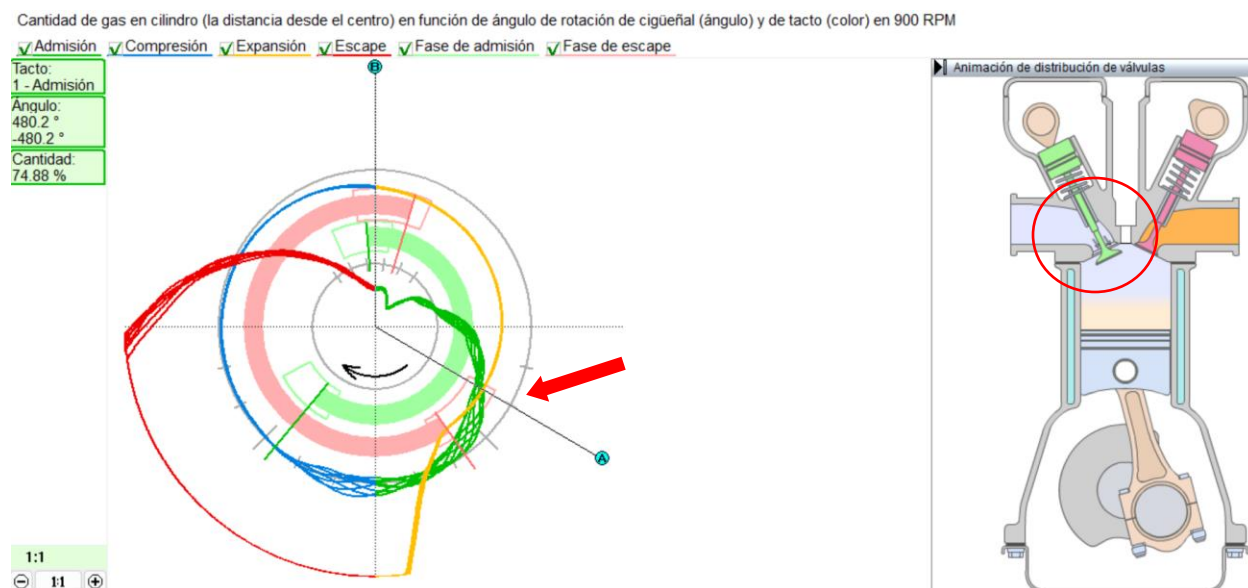 Cantidad de gas en cilindro (la distancia desde el centro) en función de ángulo de rotación de cigüeñal (ángulo) y de tacto (color) en 900 RPM
Admisión Compresión Expansión Escape Fase de admisión Fase de escape
Tacto:
1 - Admisión
Ángulo:
480.2 °
-480.2 °
Cantidad:
74.88 %
B
A
Animación de distribución de válvulas
1:1
1:1